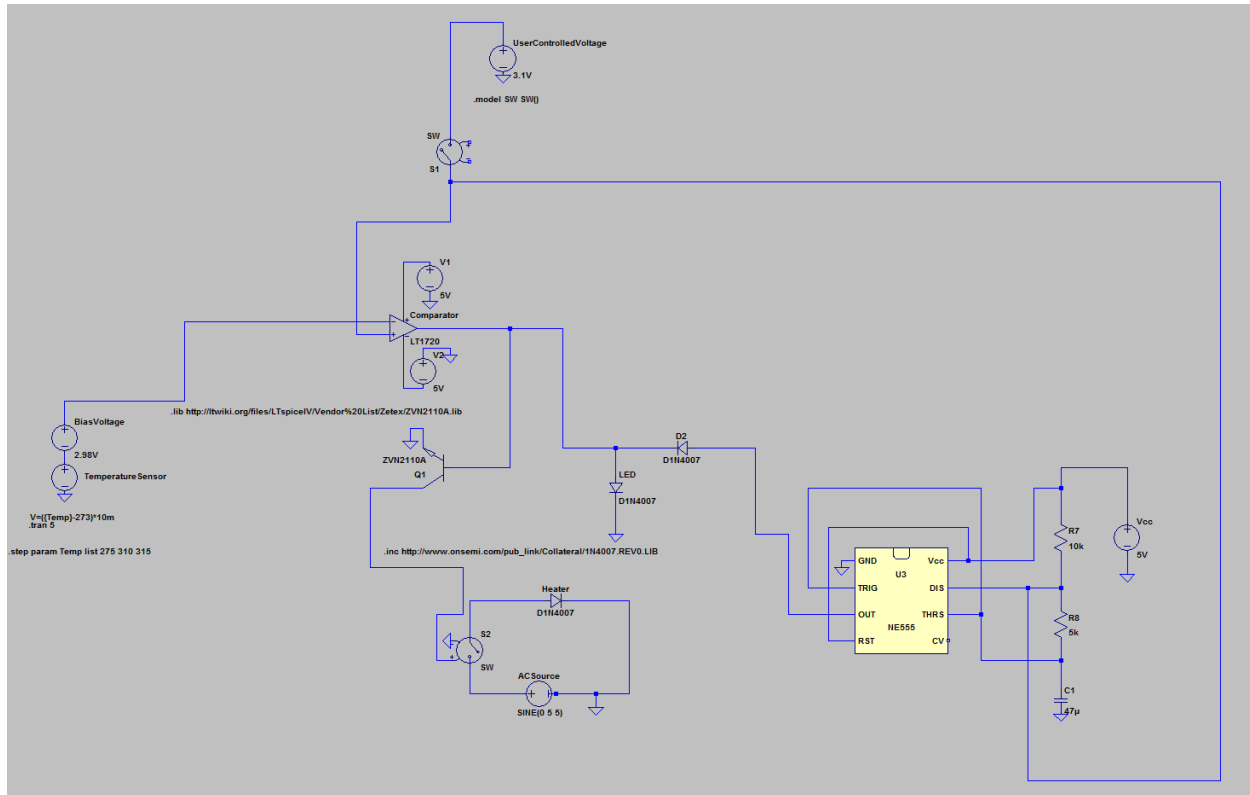 UserControlledVoltage
3.1V
.model SW SW()
SW
S1
V1
5V
Comparator
LT1720
V2
5V
.lib http://ltwiki.org/files/LTspiceIV/Vendor%20List/Zetex/ZVN2110A.lib
BiasVoltage
2.98V
TemperatureSensor
V=({Temp}-273)*10m
.tran 5
.step param Temp list 275 310 315
ZVN2110A
Q1
D2
D1N4007
LED
D1N4007
.inc http://www.onsemi.com/pub_link/Collateral/1N4007.REV0.LIB
Heater
D1N4007
S2
SW
ACSource
SINE(0 5 5)
GND
Vcc
U3
TRIG
DIS
OUT
THRS
NE555
RST
CV
R7
10k
Vcc
5V
R8
5k
C1
47µ